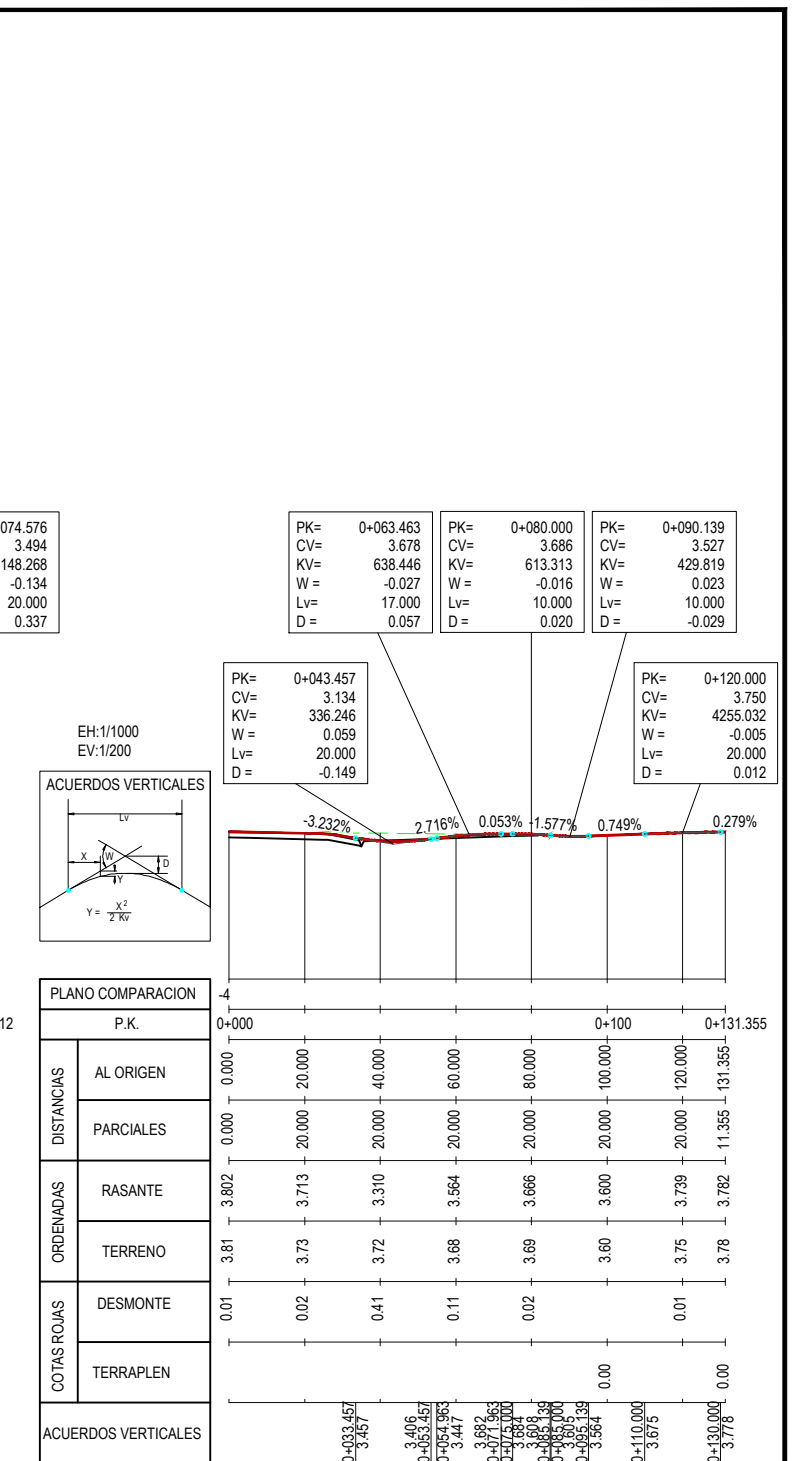 074.576
3.494
148.268
-0.134
20.000
0.337
PK= 0+063.463
CV= 3.678
KV= 638.446
W = -0.027
Lv= 17.000
D = 0.057
PK= 0+080.000
CV= 3.686
KV= 613.313
W = -0.016
Lv= 10.000
D = 0.020
PK= 0+090.139
CV= 3.527
KV= 429.819
W = 0.023
Lv= 10.000
D = -0.029
PK= 0+043.457
CV= 3.134
KV= 336.246
W = 0.059
Lv= 20.000
D = -0.149
PK= 0+120.000
CV= 3.750
KV= 4255.032
W = -0.005
Lv= 20.000
D = 0.012
EH:1/1000
EV:1/200
ACUERDOS VERTICALES
Lv
X W D
Y
Y = X 2
2 Kv
-3.232% 2.716% 0.053% -1.577% 0.749% 0.279%
PLANO COMPARACION -4
12 P.K. 0+000 0+100 0+131.355
DISTANCIAS
AL ORIGEN 0.000 20.000 40.000 60.000 80.000 100.000 120.000 131.355
PARCIALES 0.000 20.000 20.000 20.000 20.000 20.000 20.000 11.355
ORDENADAS
RASANTE 3.802 3.713 3.310 3.564 3.666 3.600 3.739 3.782
TERRENO 3.81 3.73 3.72 3.68 3.69 3.60 3.75 3.78
COTAS ROJAS
DESMONTE 0.01 0.02 0.41 0.11 0.02 0.01
TERRAPLEN 0.00 0.00
ACUERDOS VERTICALES
0+033.457
3.457
3.406
0+053.457
0+054.963
3.447
3.682
0+071.963
0+075.000
3.684
3.608
0+085.139
0+085.000
3.605
0+095.139
3.564
0+110.000
3.675
0+130.000
3.778